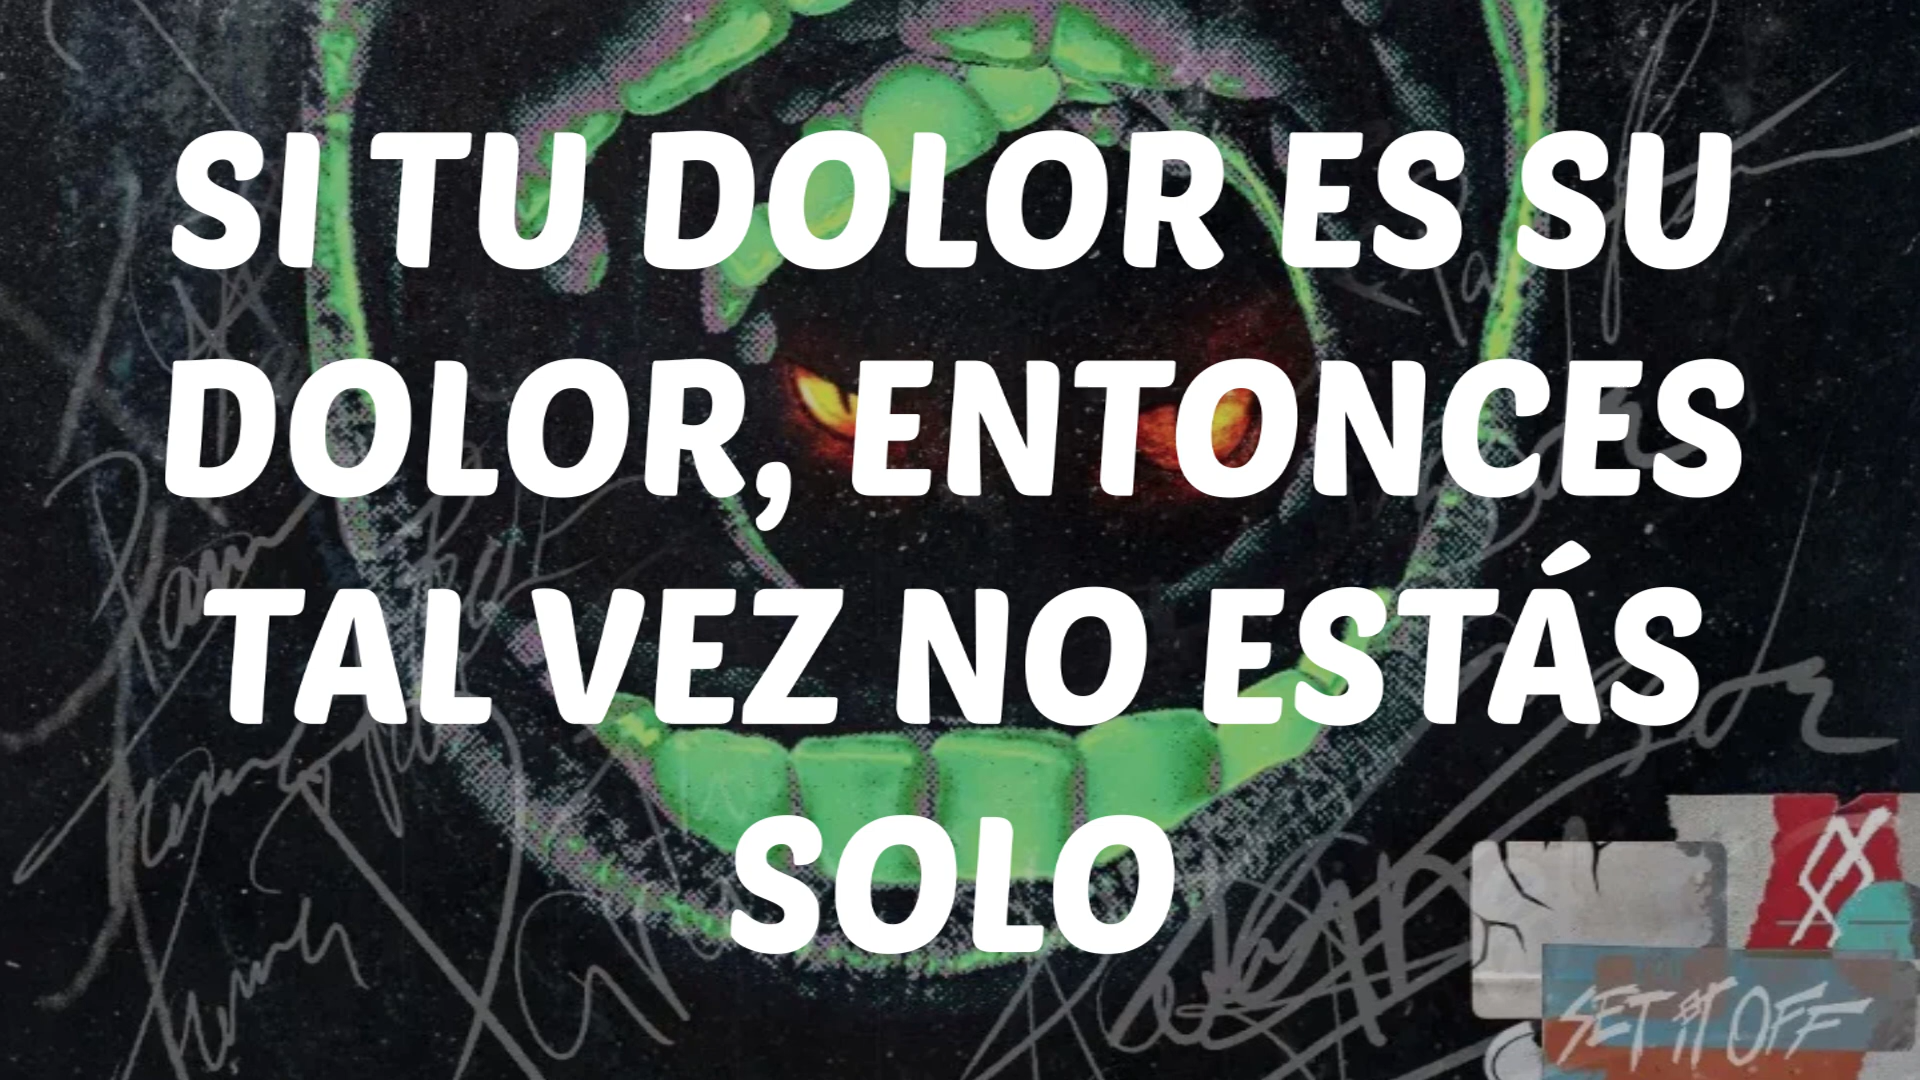 SI TU DOLOR ES SU
DOLOR, ENTONCES
TAL VEZ NO ESTÁS
SOLO
SET IT OFF